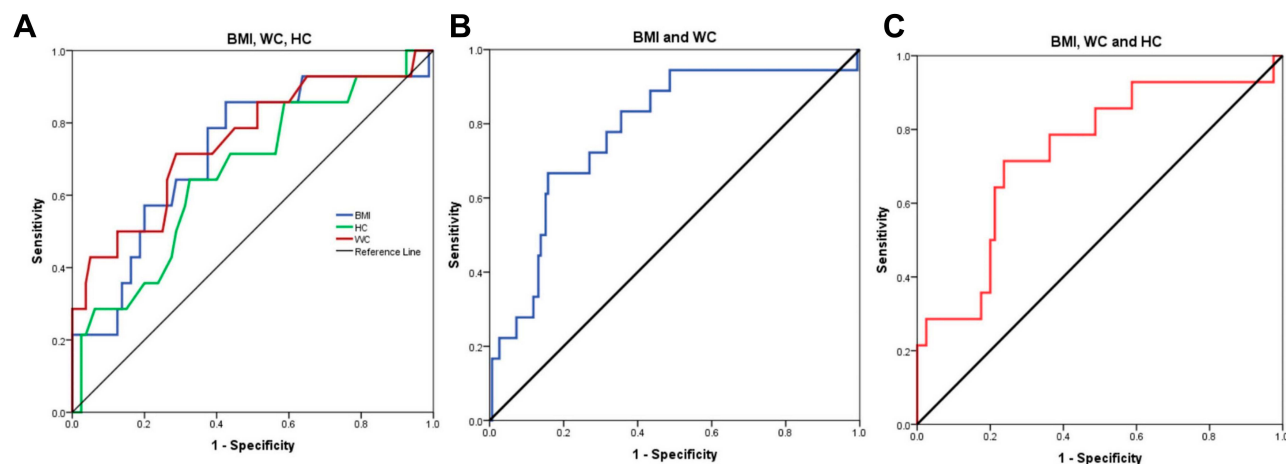 A
BMI, WC, HC
1.0
0.8
0.6
0.4
0.2
0.0
Sensitivity
BMI
HC
WC
Reference Line
0.0 0.2 0.4 0.6 0.8 1.0
1 - Specificity
B
BMI and WC
1.0
0.8
0.6
0.4
0.2
0.0
Sensitivity
0.0 0.2 0.4 0.6 0.8 1.0
1 - Specificity
C
BMI, WC and HC
1.0
0.8
0.6
0.4
0.2
0.0
Sensitivity
0.0 0.2 0.4 0.6 0.8 1.0
1 - Specificity